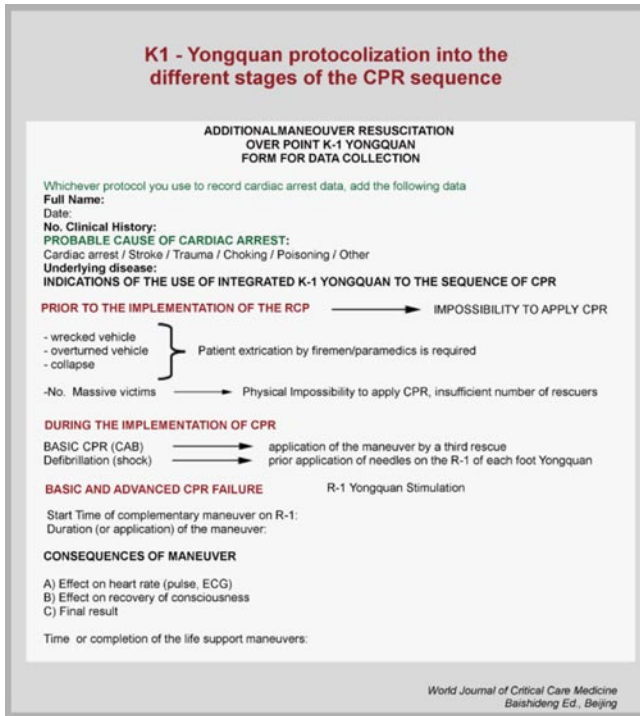 K1 - Yongquan protocolization into the
different stages of the CPR sequence
ADDITIONALMANEOUVER RESUSCITATION
OVER POINT K-1 YONGQUAN
FORM FOR DATA COLLECTION
Whichever protocol you use to record cardiac arrest data, add the following data
Full Name:
Date:
No. Clinical History:
PROBABLE CAUSE OF CARDIAC ARREST:
Cardiac arrest / Stroke / Trauma / Choking / Poisoning / Other
Underlying disease:
INDICATIONS OF THE USE OF INTEGRATED K-1 YONGQUAN TO THE SEQUENCE OF CPR
PRIOR TO THE IMPLEMENTATION OF THE RCP IMPOSSIBILITY TO APPLY CPR
- wrecked vehicle
- overturned vehicle Patient extrication by firemen/paramedics is required
- collapse
-No. Massive victims Physical Impossibility to apply CPR, insufficient number of rescuers
DURING THE IMPLEMENTATION OF CPR
BASIC CPR (CAB) application of the maneuver by a third rescue
Defibrillation (shock) prior application of needles on the R-1 of each foot Yongquan
BASIC AND ADVANCED CPR FAILURE R-1 Yongquan Stimulation
Start Time of complementary maneuver on R-1:
Duration (or application) of the maneuver:
CONSEQUENCES OF MANEUVER
A) Effect on heart rate (pulse, ECG)
B) Effect on recovery of consciousness
C) Final result
Time or completion of the life support maneuvers:
World Journal of Critical Care Medicine
Baishideng Ed., Beijing